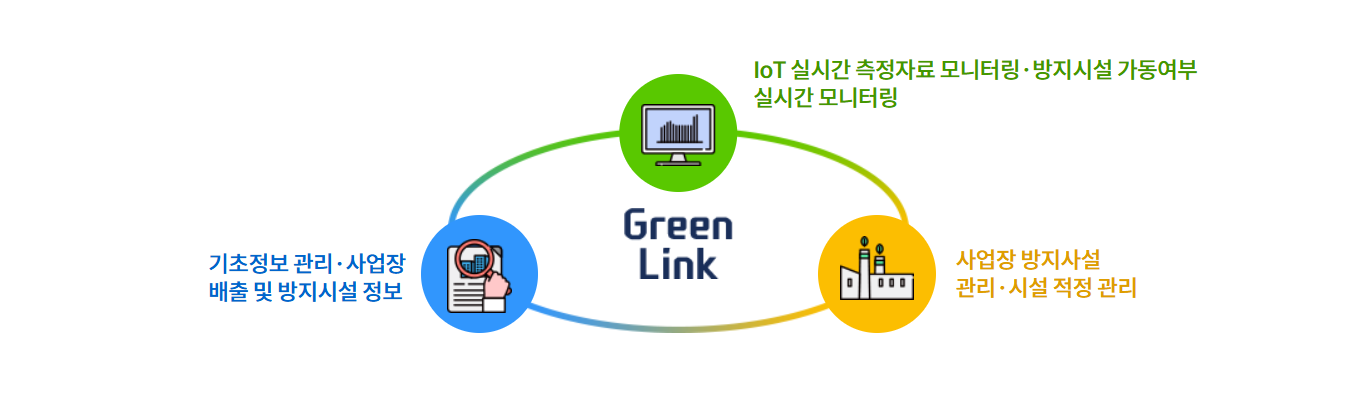 IoT 실시간 측정자료 모니터링·방지시설 가동여부
실시간 모니터링
Green
Link
기초정보 관리·사업장
배출 및 방지시설 정보
사업장 방지사설
관리·시설 적정 관리